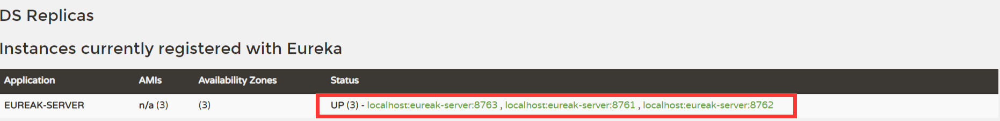 DS Replicas
Instances currently registered with Eureka
Application AMIs Availability Zones Status
EUREAK-SERVER n/a (3) (3) UP (3) - localhost:eureak-server:8763 , localhost:eureak-server:8761 , localhost:eureak-server:8762